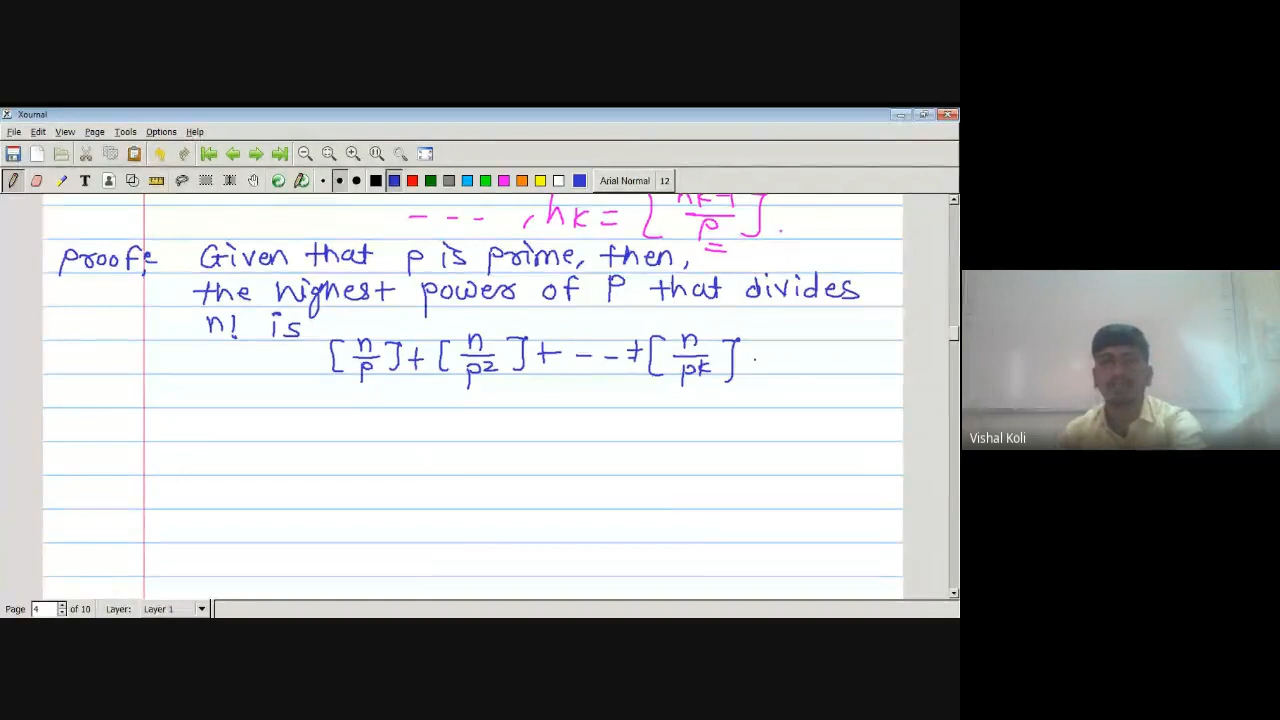 Xournal
File Edit View Page Tools Options Help
Arial Normal 12
- - - , hk = [ nk-1 / p ] .
proof: Given that p is prime, then,
the highest power of P that divides
n! is
[n/p] + [n/p²] + - - + [n/pk] .
Vishal Koli
Page 4 of 10 Layer: Layer 1